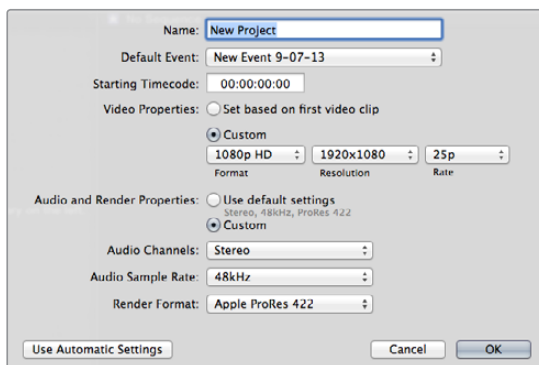 Name: New Project
Default Event: New Event 9-07-13
Starting Timecode: 00:00:00:00
Video Properties: Set based on first video clip
Custom
1080p HD 1920x1080 25p
Format Resolution Rate
Audio and Render Properties: Use default settings
Stereo, 48kHz, ProRes 422
Custom
Audio Channels: Stereo
Audio Sample Rate: 48kHz
Render Format: Apple ProRes 422
Use Automatic Settings Cancel OK